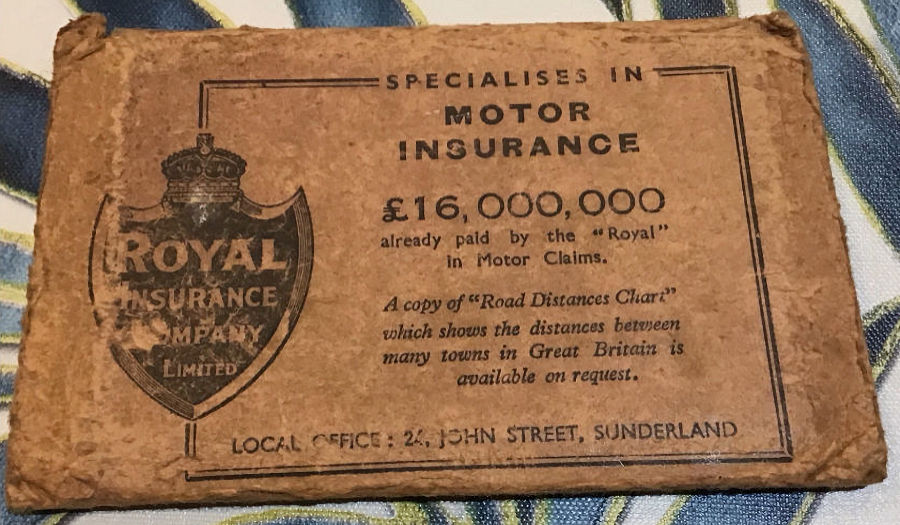 SPECIALISES IN
MOTOR
INSURANCE
£16,000,000
already paid by the "Royal"
in Motor Claims.
A copy of "Road Distances Chart"
which shows the distances between
many towns in Great Britain is
available on request.
ROYAL
INSURANCE
COMPANY
LIMITED
LOCAL OFFICE : 24, JOHN STREET, SUNDERLAND